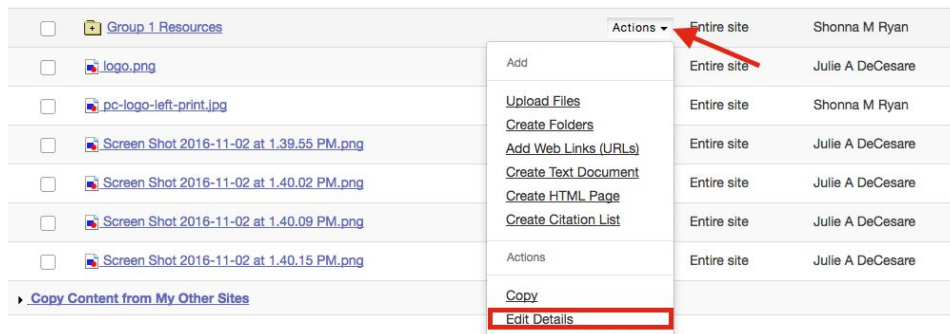 Group 1 Resources Actions Entire site Shonna M Ryan
logo.png Entire site Julie A DeCesare
pc-logo-left-print.jpg Entire site Shonna M Ryan
Screen Shot 2016-11-02 at 1.39.55 PM.png Entire site Julie A DeCesare
Screen Shot 2016-11-02 at 1.40.02 PM.png Entire site Julie A DeCesare
Screen Shot 2016-11-02 at 1.40.09 PM.png Entire site Julie A DeCesare
Screen Shot 2016-11-02 at 1.40.15 PM.png Entire site Julie A DeCesare
Copy Content from My Other Sites
Add
Upload Files
Create Folders
Add Web Links (URLs)
Create Text Document
Create HTML Page
Create Citation List
Actions
Copy
Edit Details